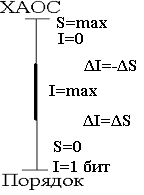 ХАОС
S=max
I=0
ΔI=-ΔS
I=max
ΔI=ΔS
S=0
I=1 бит
Порядок